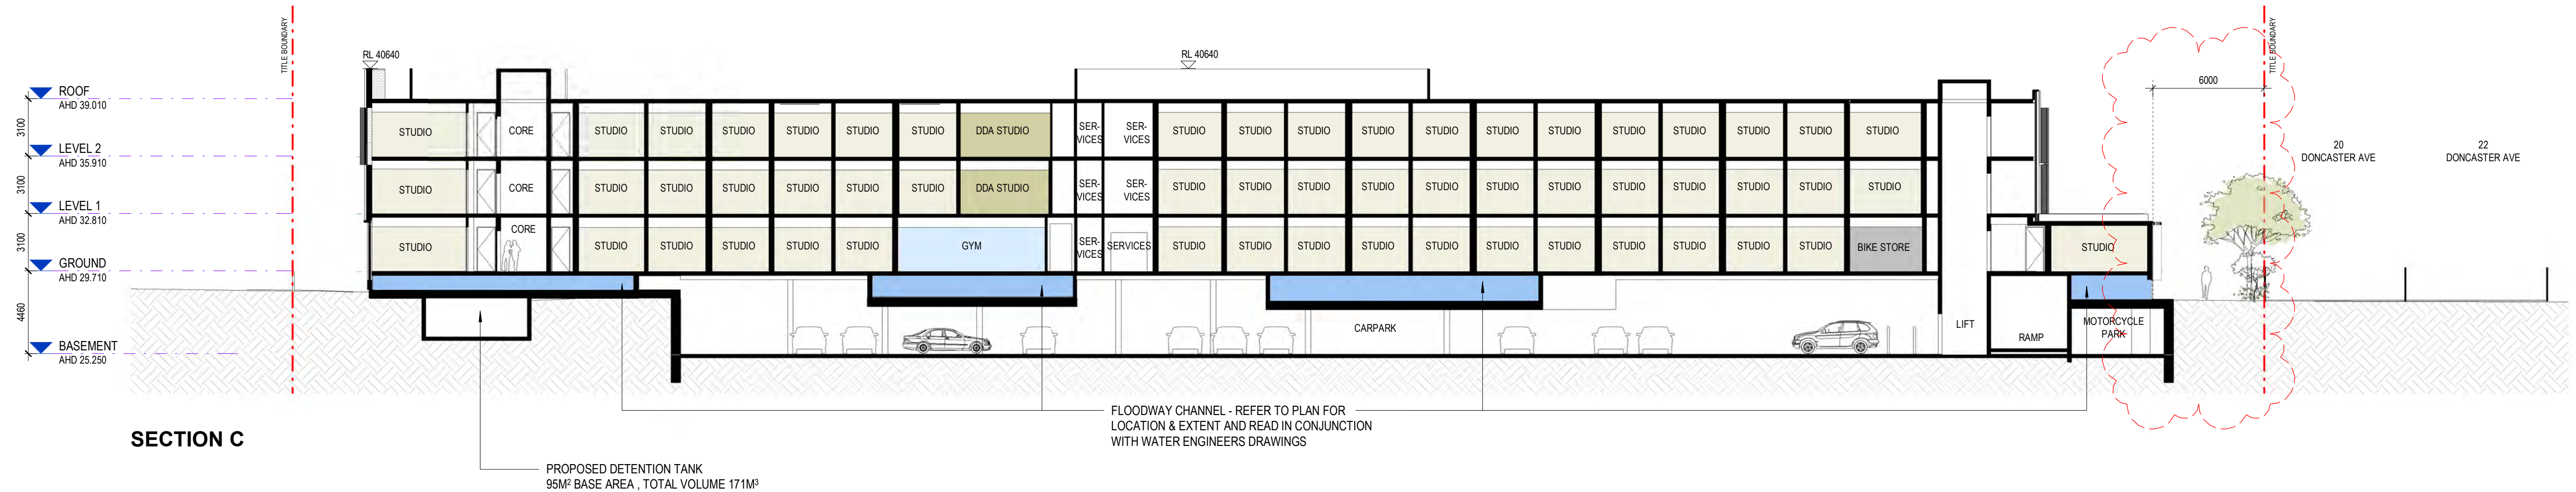 TITLE BOUNDARY
RL 40640
RL 40640
TITLE BOUNDARY
6000
ROOF
AHD 39.010
3100
STUDIO
CORE
STUDIO STUDIO STUDIO STUDIO STUDIO STUDIO DDA STUDIO
SER-
VICES
SER-
VICES
STUDIO STUDIO STUDIO STUDIO STUDIO STUDIO STUDIO STUDIO STUDIO STUDIO STUDIO STUDIO
20
DONCASTER AVE
22
DONCASTER AVE
LEVEL 2
AHD 35.910
3100
STUDIO
CORE
STUDIO STUDIO STUDIO STUDIO STUDIO STUDIO DDA STUDIO
SER-
VICES
SER-
VICES
STUDIO STUDIO STUDIO STUDIO STUDIO STUDIO STUDIO STUDIO STUDIO STUDIO STUDIO STUDIO
LEVEL 1
AHD 32.810
3100
STUDIO
CORE
STUDIO STUDIO STUDIO STUDIO STUDIO GYM
SER-
VICES
SERVICES
STUDIO STUDIO STUDIO STUDIO STUDIO STUDIO STUDIO STUDIO STUDIO STUDIO STUDIO BIKE STORE
STUDIO
GROUND
AHD 29.710
4460
CARPARK
LIFT
RAMP
MOTORCYCLE
PARK
BASEMENT
AHD 25.250
FLOODWAY CHANNEL - REFER TO PLAN FOR
LOCATION & EXTENT AND READ IN CONJUNCTION
WITH WATER ENGINEERS DRAWINGS
SECTION C
PROPOSED DETENTION TANK
95M² BASE AREA , TOTAL VOLUME 171M³